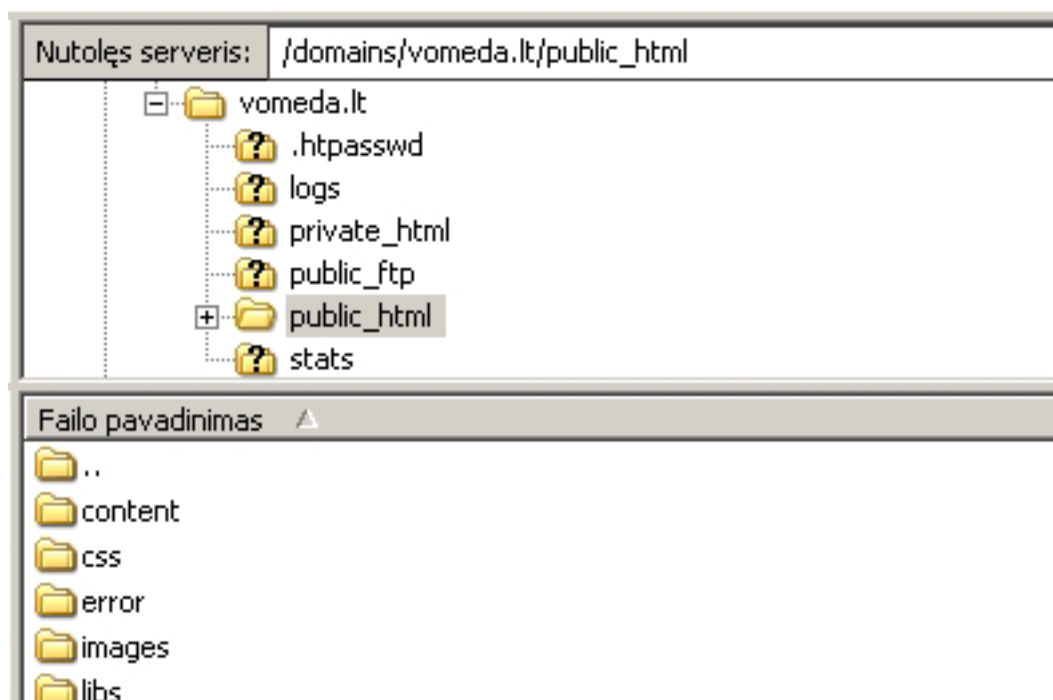 Nutolęs serveris: /domains/vomeda.lt/public_html
vomeda.lt
.htpasswd
logs
private_html
public_ftp
public_html
stats
Failo pavadinimas
..
content
css
error
images
libs